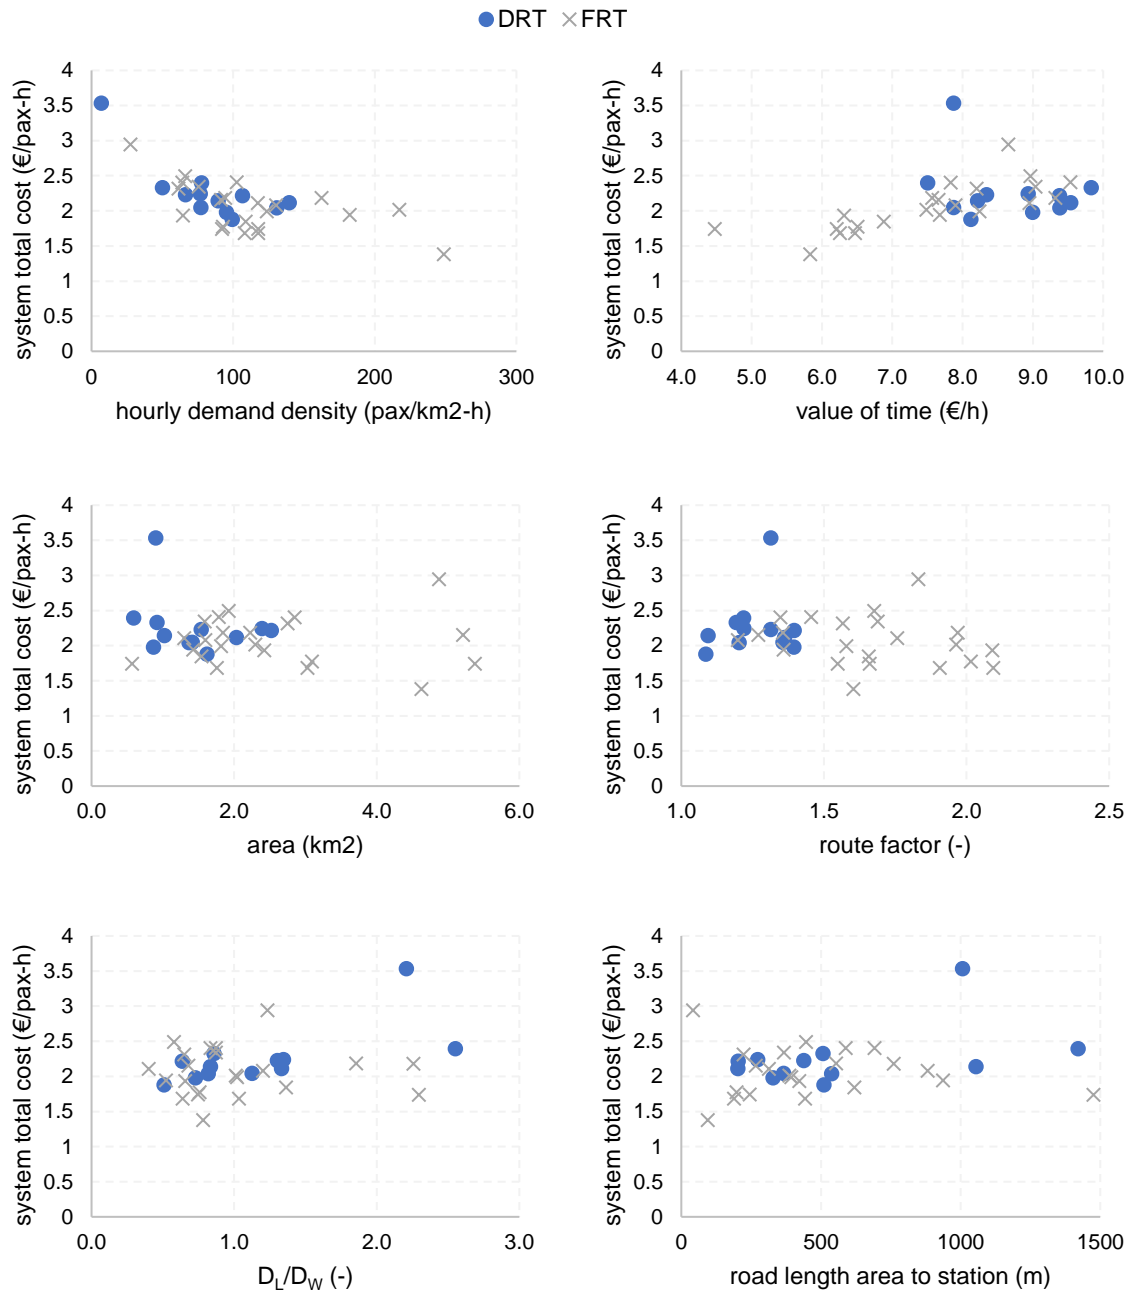 DRT FRT
system total cost (€/pax-h)
4
3.5
3
2.5
2
1.5
1
0.5
0
0 100 200 300
hourly demand density (pax/km2-h)
system total cost (€/pax-h)
4
3.5
3
2.5
2
1.5
1
0.5
0
4.0 5.0 6.0 7.0 8.0 9.0 10.0
value of time (€/h)
system total cost (€/pax-h)
4
3.5
3
2.5
2
1.5
1
0.5
0
0.0 2.0 4.0 6.0
area (km2)
system total cost (€/pax-h)
4
3.5
3
2.5
2
1.5
1
0.5
0
1.0 1.5 2.0 2.5
route factor (-)
system total cost (€/pax-h)
4
3.5
3
2.5
2
1.5
1
0.5
0
0.0 1.0 2.0 3.0
D_L/D_W (-)
system total cost (€/pax-h)
4
3.5
3
2.5
2
1.5
1
0.5
0
0 500 1000 1500
road length area to station (m)